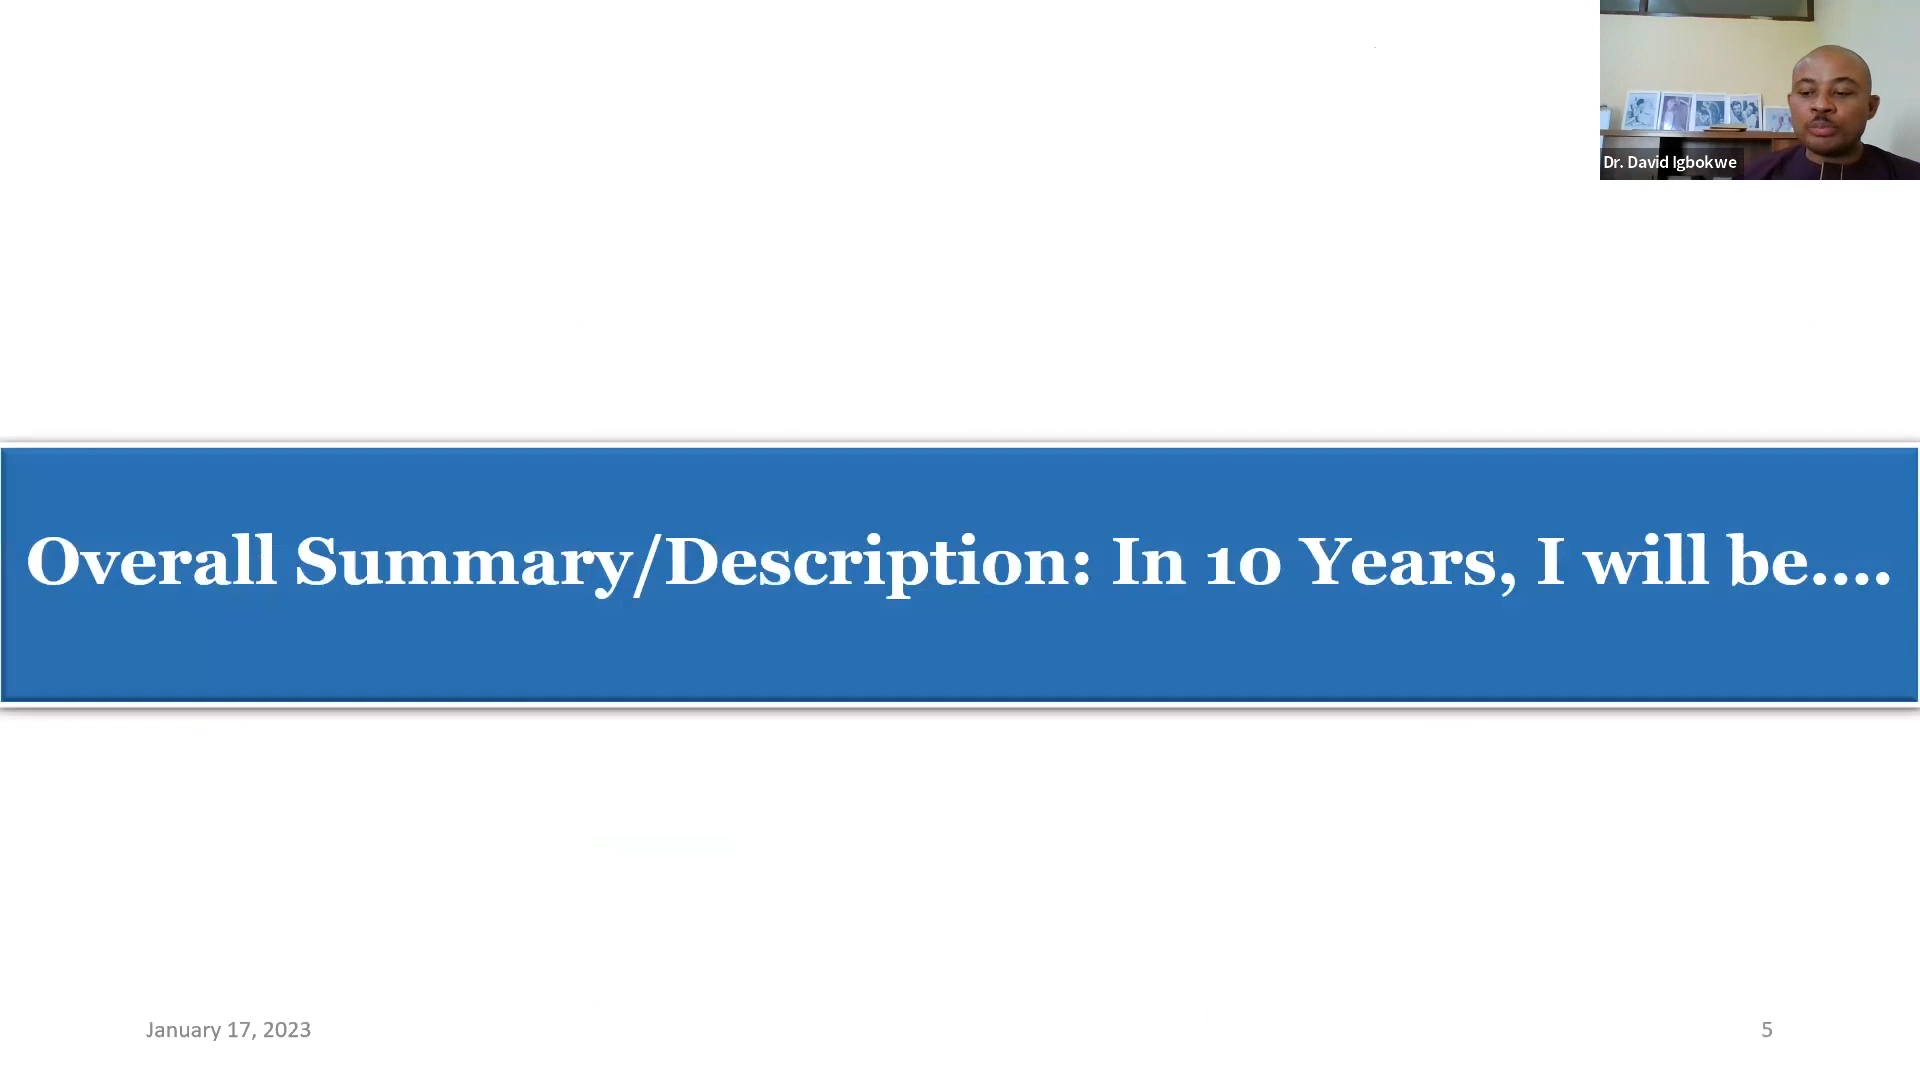 Dr. David Igbokwe
Overall Summary/Description: In 10 Years, I will be....
January 17, 2023
5